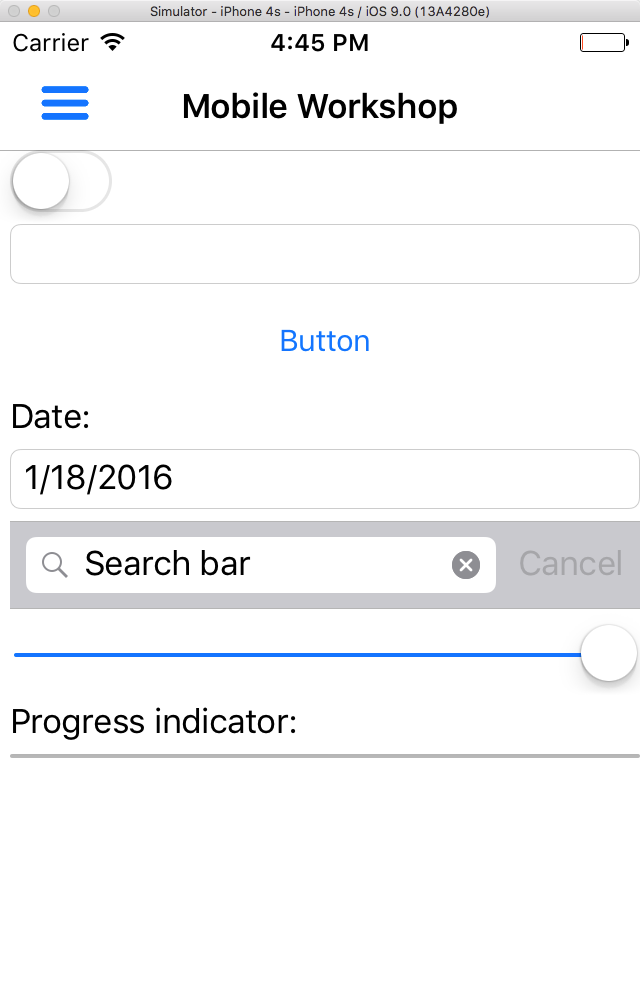 Simulator - iPhone 4s - iPhone 4s / iOS 9.0 (13A4280e)
Carrier 4:45 PM
Mobile Workshop
Button
Date:
1/18/2016
Search bar Cancel
Progress indicator: